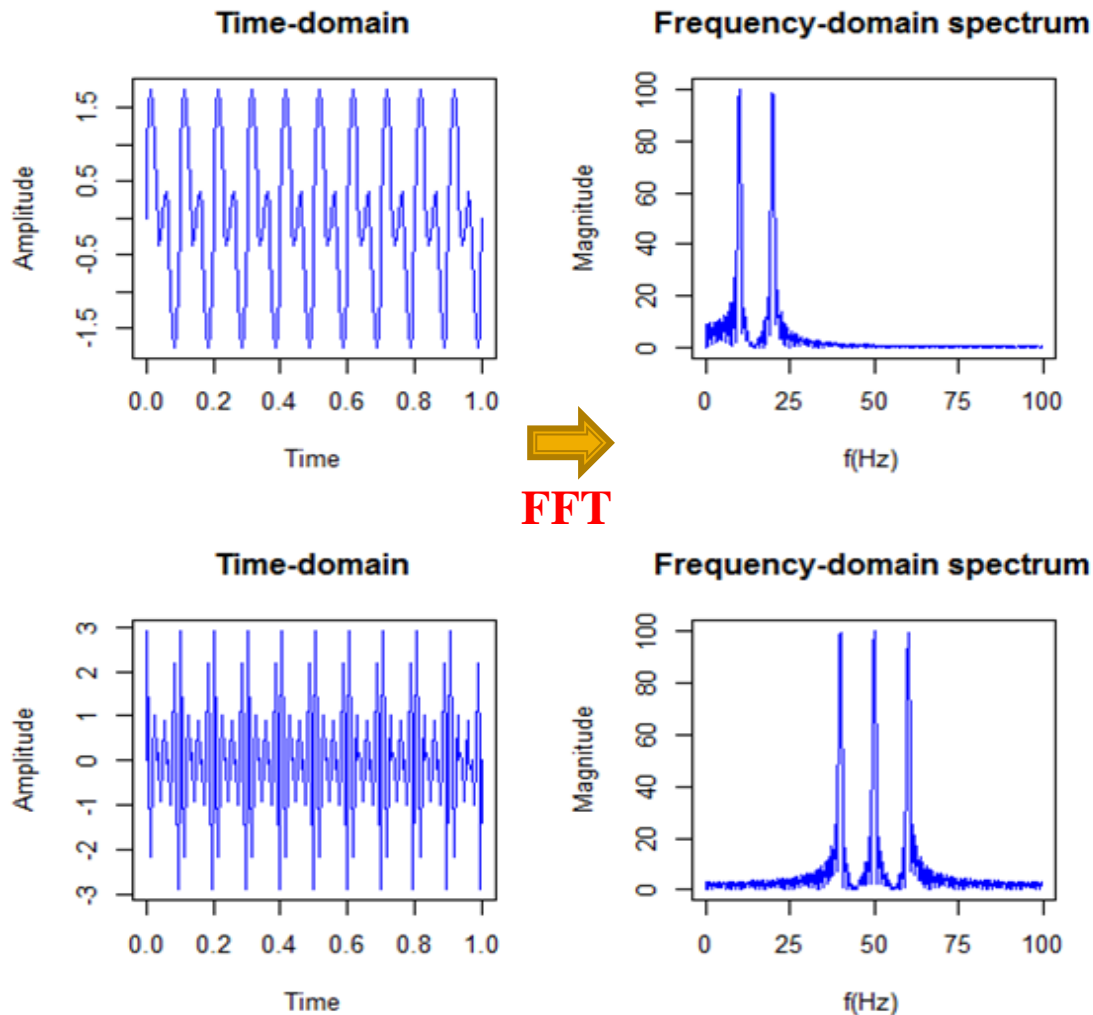 Time-domain
Amplitude
1.5
0.5
-0.5
-1.5
0.0 0.2 0.4 0.6 0.8 1.0
Time
Frequency-domain spectrum
Magnitude
100
80
60
40
20
0
0 25 50 75 100
f(Hz)
FFT
Time-domain
Amplitude
3
2
1
0
-1
-2
-3
0.0 0.2 0.4 0.6 0.8 1.0
Time
Frequency-domain spectrum
Magnitude
100
80
60
40
20
0
0 25 50 75 100
f(Hz)